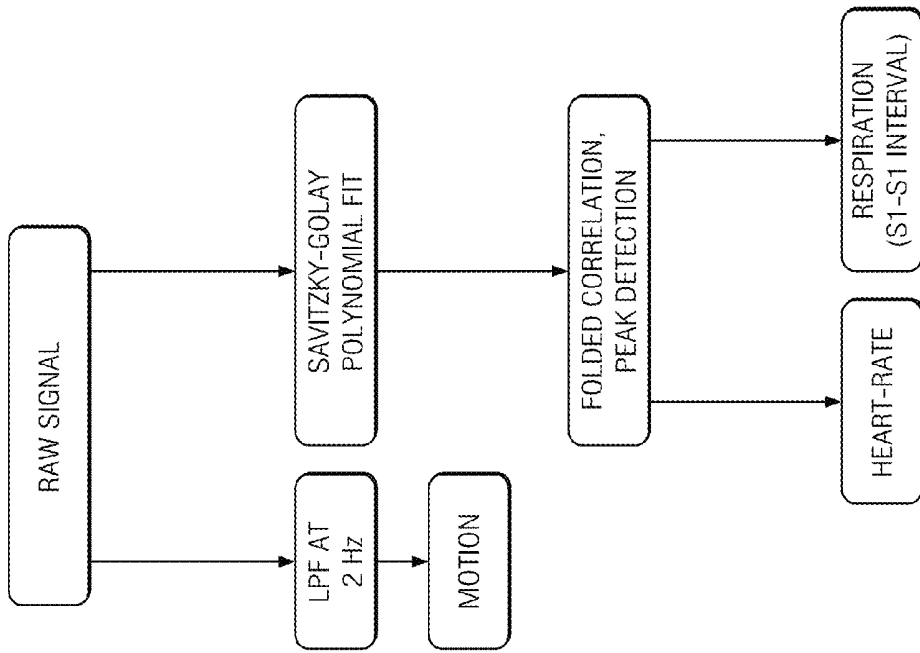 RAW SIGNAL
LPF AT
2 Hz
MOTION
SAVITZKY-GOLAY
POLYNOMIAL FIT
FOLDED CORRELATION,
PEAK DETECTION
HEART-RATE
RESPIRATION
(S1-S1 INTERVAL)